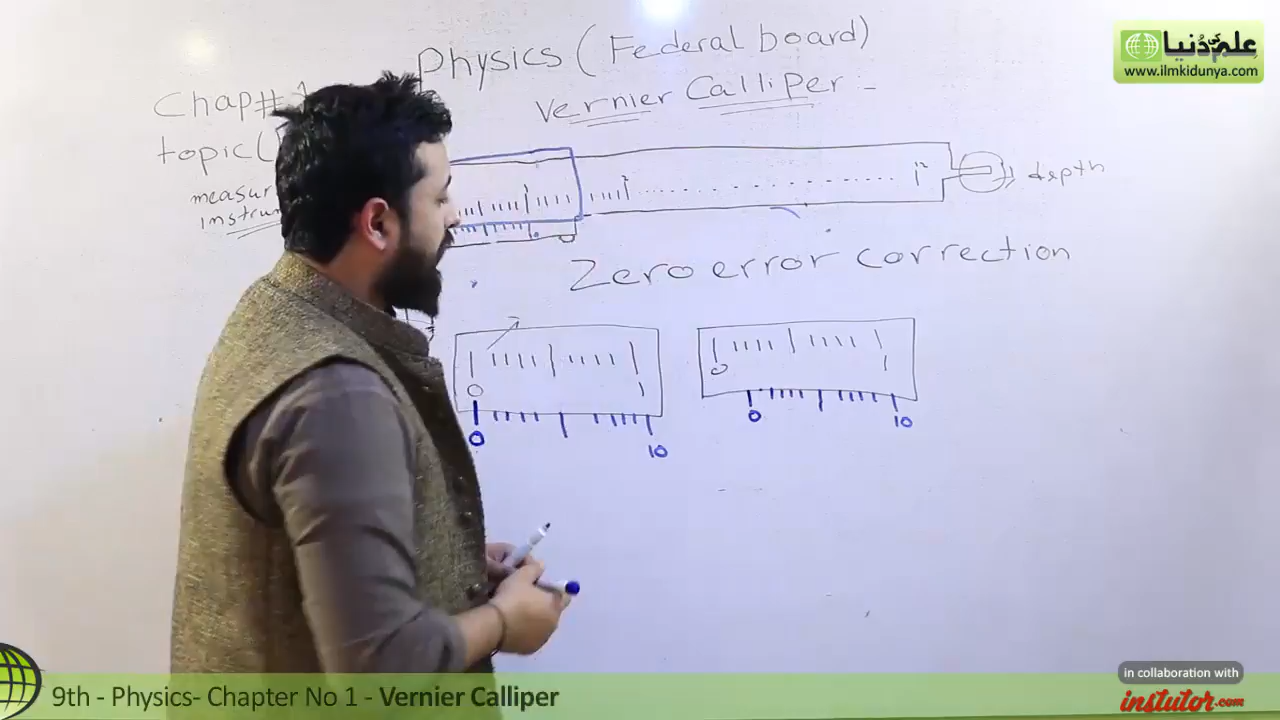 Physics (Federal board)
علم کی دنیا
www.ilmkidunya.com
Chap#
Vernier Calliper
topic(
measur
instrum
12
depth
Zero error correction
0 1
0 10
0 1
0 10
in collaboration with
instutor.com
9th - Physics- Chapter No 1 - Vernier Calliper